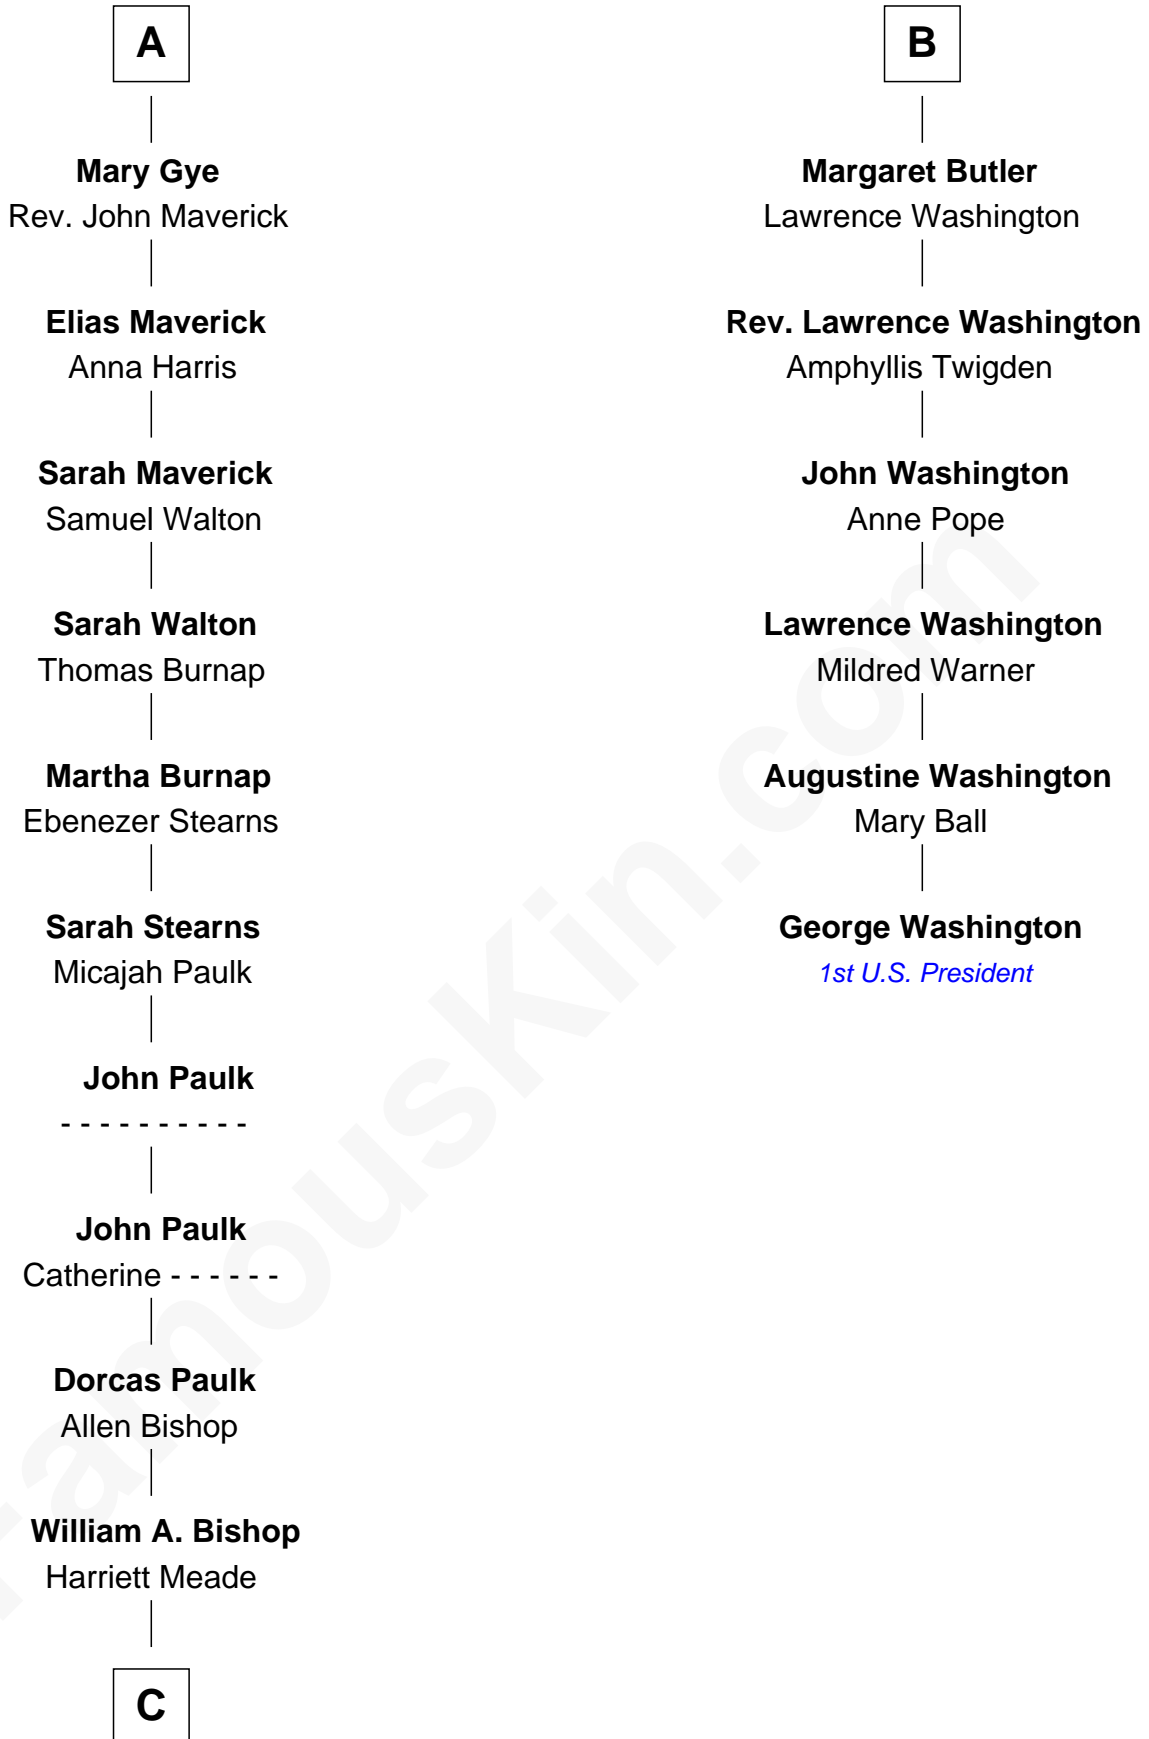 A
Mary Gye
Rev. John Maverick
Elias Maverick
Anna Harris
Sarah Maverick
Samuel Walton
Sarah Walton
Thomas Burnap
Martha Burnap
Ebenezer Stearns
Sarah Stearns
Micajah Paulk
John Paulk
- - - - - - - - - -
John Paulk
Catherine - - - - - -
Dorcas Paulk
Allen Bishop
William A. Bishop
Harriett Meade
C
B
Margaret Butler
Lawrence Washington
Rev. Lawrence Washington
Amphyllis Twigden
John Washington
Anne Pope
Lawrence Washington
Mildred Warner
Augustine Washington
Mary Ball
George Washington
1st U.S. President
FamousKin.com